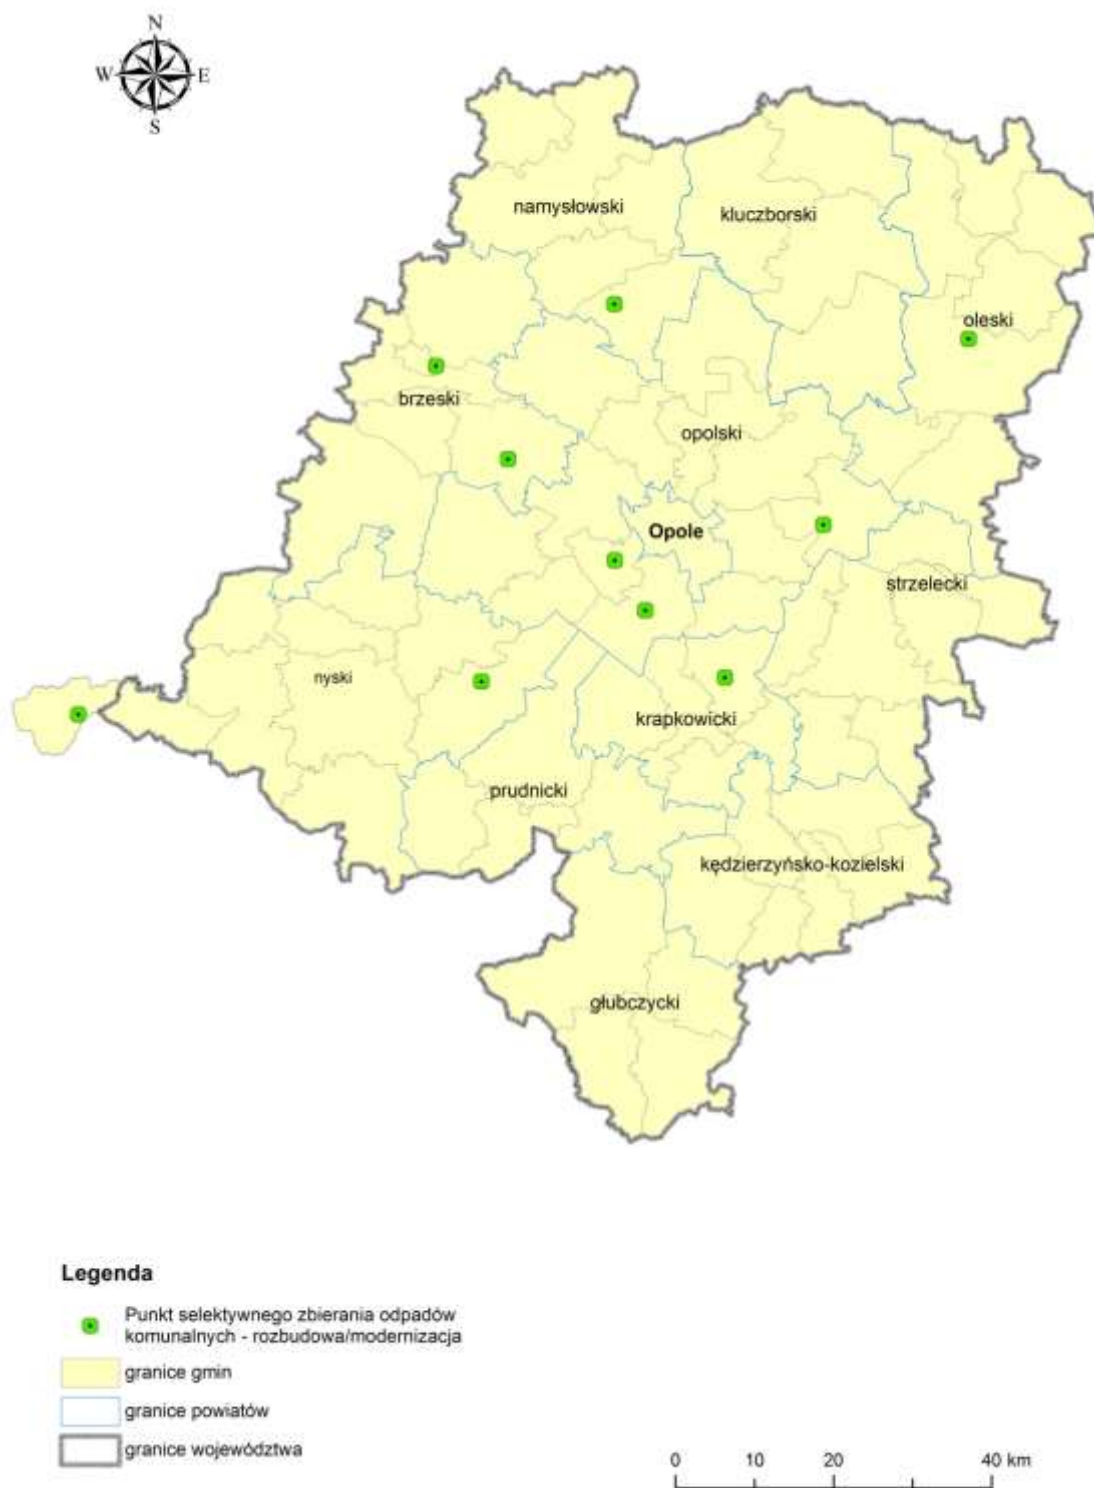 N
W E
S
namysłowski
kluczborski
oleski
brzeski
opolski
Opole
strzelecki
nyski
krapkowicki
prudnicki
kędzierzyńsko-kozielski
głubczycki
Legenda
Punkt selektywnego zbierania odpadów
komunalnych - rozbudowa/modernizacja
granice gmin
granice powiatów
granice województwa
0 10 20 40 km